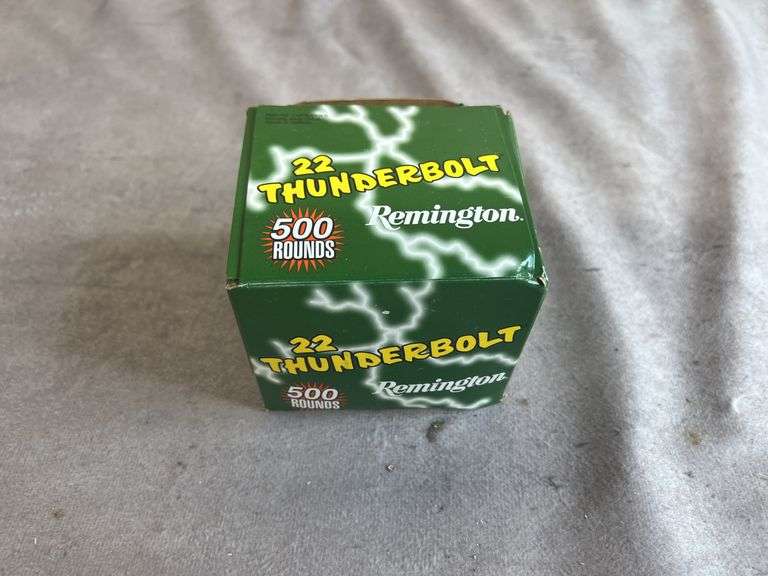 22
THUNDERBOLT
Remington.
500
ROUNDS
22
THUNDERBOLT
Remington.
500
ROUNDS